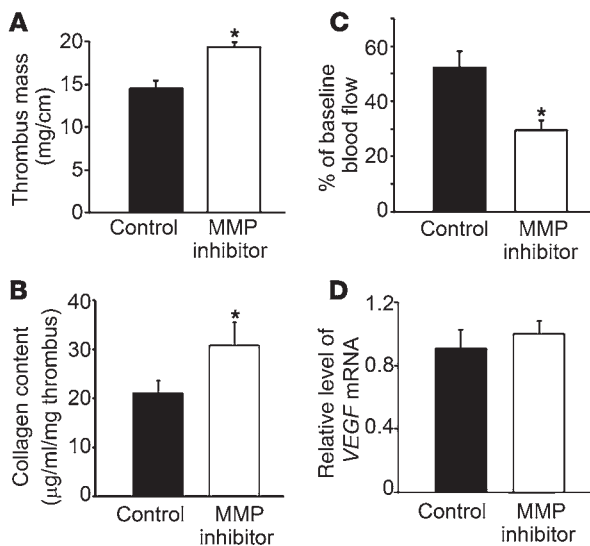 A
Thrombus mass
(mg/cm)
20
15
10
5
0
*
Control
MMP
inhibitor
C
% of baseline
blood flow
60
40
20
0
*
Control
MMP
inhibitor
B
Collagen content
(μg/ml/mg thrombus)
40
30
20
10
0
*
Control
MMP
inhibitor
D
Relative level of
VEGF mRNA
1.2
0.8
0.4
0
Control
MMP
inhibitor